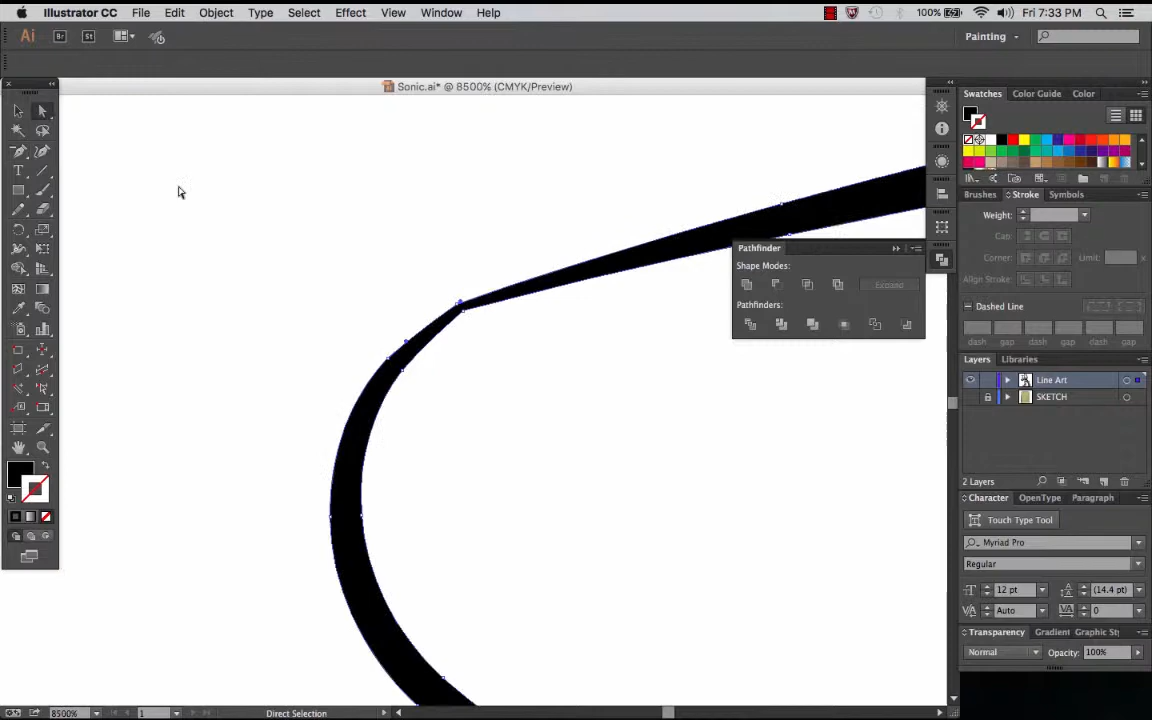 Illustrator CC File Edit Object Type Select Effect View Window Help 100% Fri 7:33 PM
Ai Br St Painting
Sonic.ai* @ 8500% (CMYK/Preview)
Swatches Color Guide Color
Brushes Stroke Symbols
Weight:
Cap:
Corner: Limit: x
Align Stroke:
Dashed Line
dash gap dash gap dash gap
Pathfinder
Shape Modes:
Expand
Pathfinders:
Layers Libraries
Line Art
SKETCH
2 Layers
Character OpenType Paragraph
Touch Type Tool
Myriad Pro
Regular
12 pt (14.4 pt)
Auto 0
Transparency Gradient Graphic St
Normal Opacity: 100%
8500% 1 Direct Selection